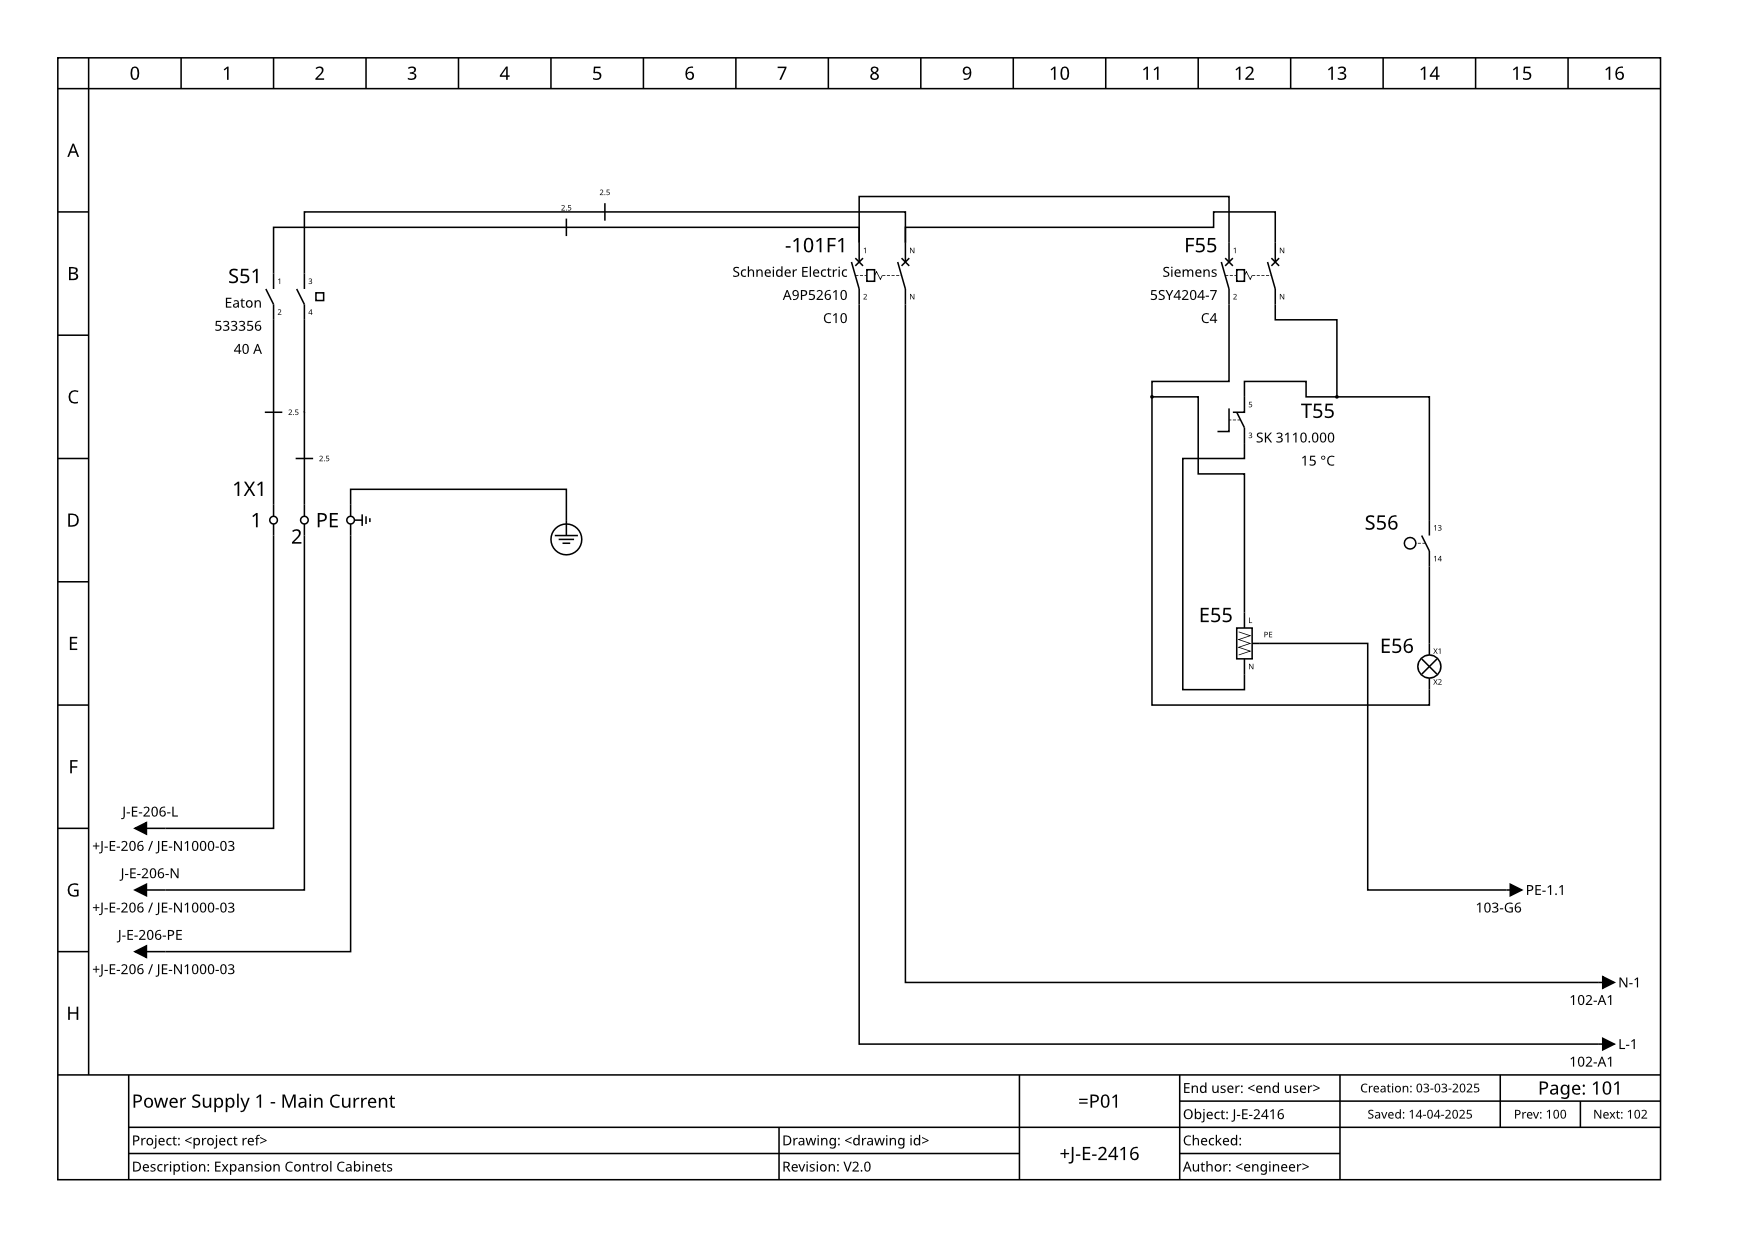 0 1 2 3 4 5 6 7 8 9 10 11 12 13 14 15 16
A
B
C
D
E
F
G
H
2.5
2.5
S51
Eaton
533356
40 A
1
2
3
4
-101F1
Schneider Electric
A9P52610
C10
1
2
N
N
F55
Siemens
5SY4204-7
C4
1
2
N
N
2.5
2.5
5
3
T55
SK 3110.000
15 °C
1X1
1
2
PE
S56
13
14
E55
L
PE
N
E56
X1
X2
J-E-206-L
+J-E-206 / JE-N1000-03
J-E-206-N
+J-E-206 / JE-N1000-03
J-E-206-PE
+J-E-206 / JE-N1000-03
PE-1.1
103-G6
N-1
102-A1
L-1
102-A1
Power Supply 1 - Main Current
Project: <project ref>
Description: Expansion Control Cabinets
Drawing: <drawing id>
Revision: V2.0
=P01
+J-E-2416
End user: <end user>
Object: J-E-2416
Checked:
Author: <engineer>
Creation: 03-03-2025
Saved: 14-04-2025
Page: 101
Prev: 100
Next: 102